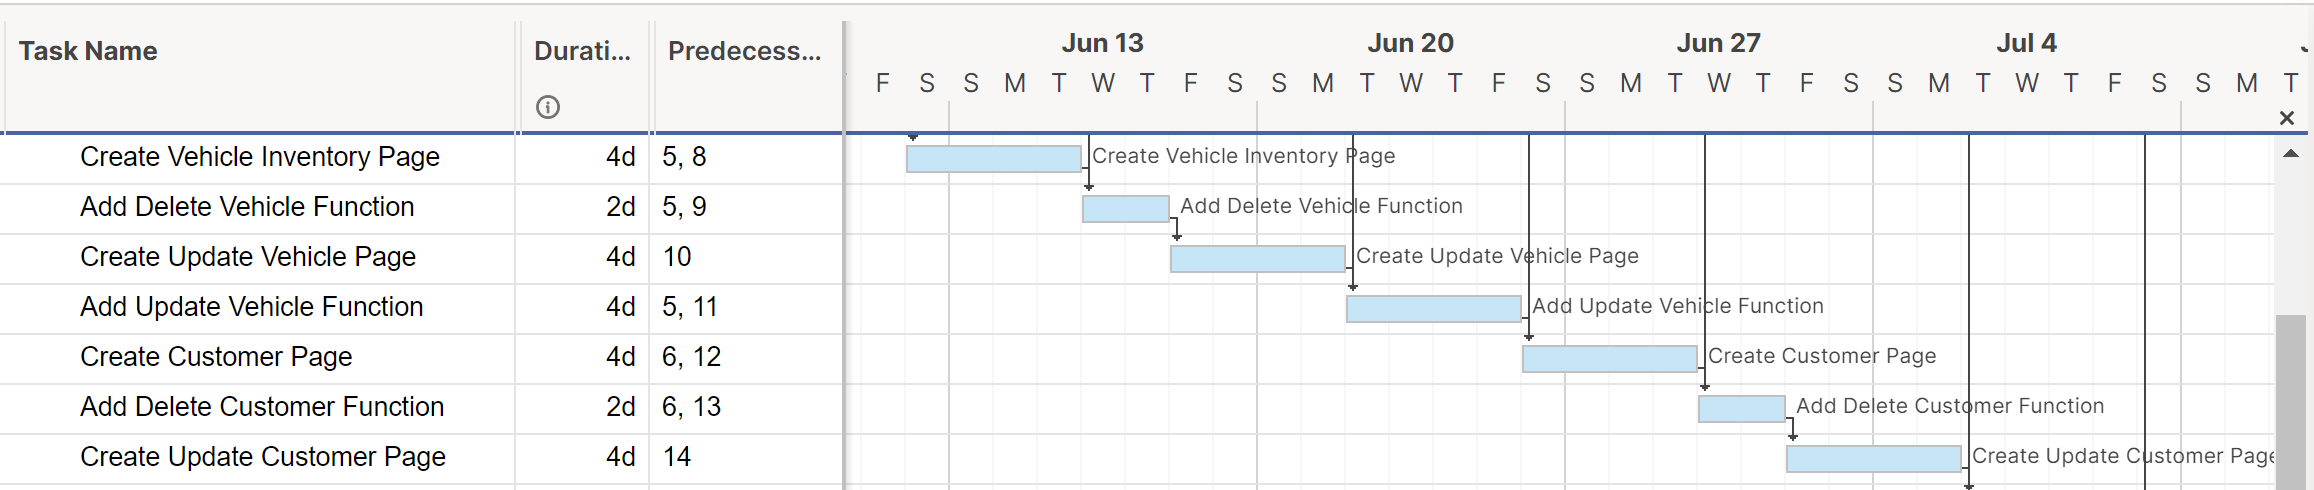 Task Name Durati... Predecess... Jun 13 Jun 20 Jun 27 Jul 4
F S S M T W T F S S M T W T F S S M T W T F S S M T W T F S S M T
Create Vehicle Inventory Page 4d 5, 8 Create Vehicle Inventory Page
Add Delete Vehicle Function 2d 5, 9 Add Delete Vehicle Function
Create Update Vehicle Page 4d 10 Create Update Vehicle Page
Add Update Vehicle Function 4d 5, 11 Add Update Vehicle Function
Create Customer Page 4d 6, 12 Create Customer Page
Add Delete Customer Function 2d 6, 13 Add Delete Customer Function
Create Update Customer Page 4d 14 Create Update Customer Page